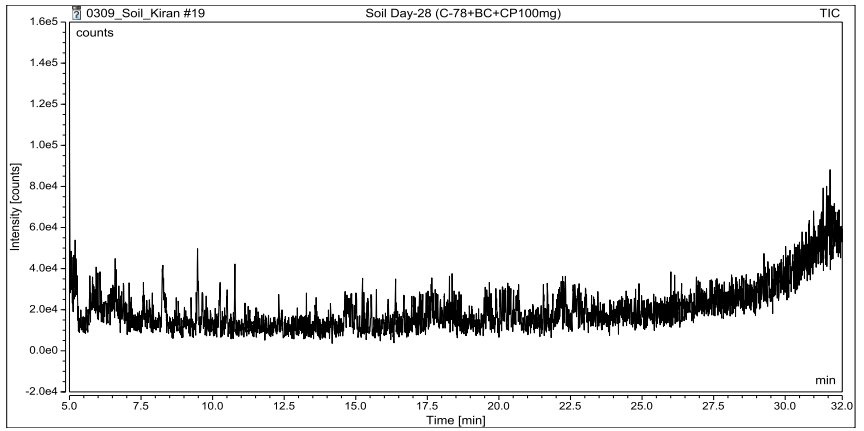 0309_Soil_Kiran #19
Soil Day-28 (C-78+BC+CP100mg)
TIC
counts
Intensity [counts]
1.6e5
1.4e5
1.2e5
1.0e5
8.0e4
6.0e4
4.0e4
2.0e4
0.0e0
-2.0e4
min
5.0 7.5 10.0 12.5 15.0 17.5 20.0 22.5 25.0 27.5 30.0 32.0
Time [min]